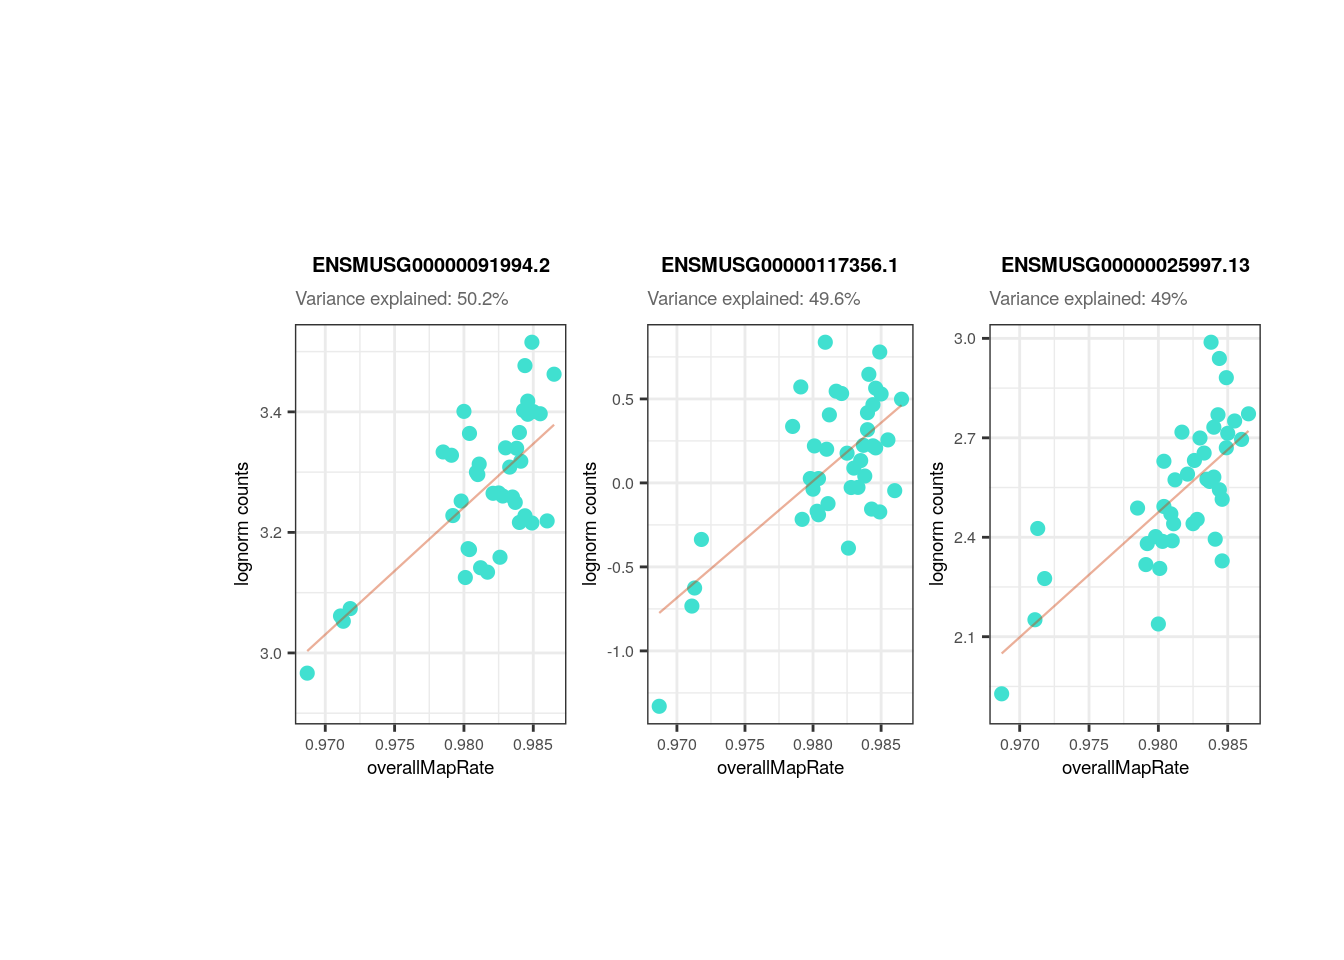 ENSMUSG00000091994.2
Variance explained: 50.2%
lognorm counts
3.4
3.2
3.0
0.970 0.975 0.980 0.985
overallMapRate
ENSMUSG00000117356.1
Variance explained: 49.6%
lognorm counts
0.5
0.0
-0.5
-1.0
0.970 0.975 0.980 0.985
overallMapRate
ENSMUSG00000025997.13
Variance explained: 49%
lognorm counts
3.0
2.7
2.4
2.1
0.970 0.975 0.980 0.985
overallMapRate